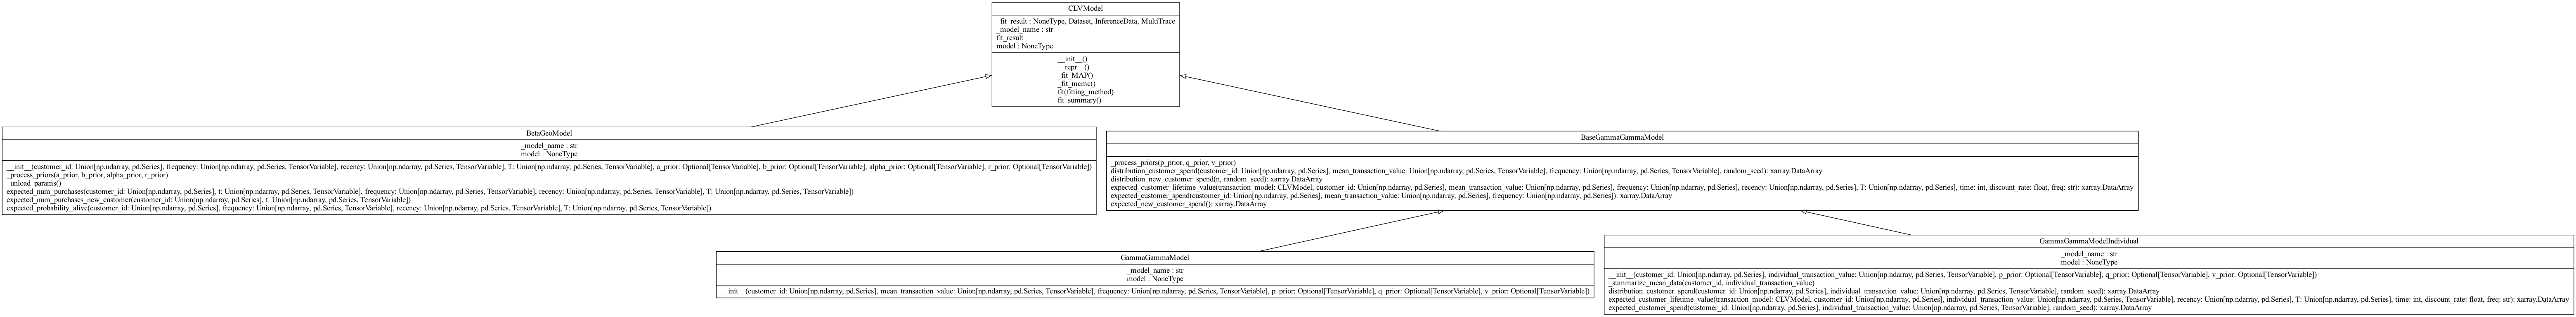 CLVModel
_fit_result : NoneType, Dataset, InferenceData, MultiTrace
_model_name : str
fit_result
model : NoneType
__init__()
__repr__()
_fit_MAP()
_fit_mcmc()
fit(fitting_method)
fit_summary()
BetaGeoModel
_model_name : str
model : NoneType
__init__(customer_id: Union[np.ndarray, pd.Series], frequency: Union[np.ndarray, pd.Series, TensorVariable], recency: Union[np.ndarray, pd.Series, TensorVariable], T: Union[np.ndarray, pd.Series, TensorVariable], a_prior: Optional[TensorVariable], b_prior: Optional[TensorVariable], alpha_prior: Optional[TensorVariable], r_prior: Optional[TensorVariable])
_process_priors(a_prior, b_prior, alpha_prior, r_prior)
_unload_params()
expected_num_purchases(customer_id: Union[np.ndarray, pd.Series], t: Union[np.ndarray, pd.Series, TensorVariable], frequency: Union[np.ndarray, pd.Series, TensorVariable], recency: Union[np.ndarray, pd.Series, TensorVariable], T: Union[np.ndarray, pd.Series, TensorVariable])
expected_num_purchases_new_customer(customer_id: Union[np.ndarray, pd.Series], t: Union[np.ndarray, pd.Series, TensorVariable])
expected_probability_alive(customer_id: Union[np.ndarray, pd.Series], frequency: Union[np.ndarray, pd.Series, TensorVariable], recency: Union[np.ndarray, pd.Series, TensorVariable], T: Union[np.ndarray, pd.Series, TensorVariable])
BaseGammaGammaModel
_process_priors(p_prior, q_prior, v_prior)
distribution_customer_spend(customer_id: Union[np.ndarray, pd.Series], mean_transaction_value: Union[np.ndarray, pd.Series, TensorVariable], frequency: Union[np.ndarray, pd.Series, TensorVariable], random_seed): xarray.DataArray
distribution_new_customer_spend(n, random_seed): xarray.DataArray
expected_customer_lifetime_value(transaction_model: CLVModel, customer_id: Union[np.ndarray, pd.Series], mean_transaction_value: Union[np.ndarray, pd.Series, TensorVariable], frequency: Union[np.ndarray, pd.Series], recency: Union[np.ndarray, pd.Series], T: Union[np.ndarray, pd.Series], time: int, discount_rate: float, freq: str): xarray.DataArray
expected_customer_spend(customer_id: Union[np.ndarray, pd.Series], mean_transaction_value: Union[np.ndarray, pd.Series, TensorVariable], frequency: Union[np.ndarray, pd.Series]): xarray.DataArray
expected_new_customer_spend(): xarray.DataArray
GammaGammaModel
_model_name : str
model : NoneType
__init__(customer_id: Union[np.ndarray, pd.Series], mean_transaction_value: Union[np.ndarray, pd.Series, TensorVariable], frequency: Union[np.ndarray, pd.Series, TensorVariable], p_prior: Optional[TensorVariable], q_prior: Optional[TensorVariable], v_prior: Optional[TensorVariable])
GammaGammaModelIndividual
_model_name : str
model : NoneType
__init__(customer_id: Union[np.ndarray, pd.Series], individual_transaction_value: Union[np.ndarray, pd.Series, TensorVariable], p_prior: Optional[TensorVariable], q_prior: Optional[TensorVariable], v_prior: Optional[TensorVariable])
_summarize_mean_data(customer_id, individual_transaction_value)
distribution_customer_spend(customer_id: Union[np.ndarray, pd.Series], individual_transaction_value: Union[np.ndarray, pd.Series, TensorVariable], random_seed): xarray.DataArray
expected_customer_lifetime_value(transaction_model: CLVModel, customer_id: Union[np.ndarray, pd.Series], individual_transaction_value: Union[np.ndarray, pd.Series, TensorVariable], recency: Union[np.ndarray, pd.Series], T: Union[np.ndarray, pd.Series], time: int, discount_rate: float, freq: str): xarray.DataArray
expected_customer_spend(customer_id: Union[np.ndarray, pd.Series], individual_transaction_value: Union[np.ndarray, pd.Series, TensorVariable], random_seed): xarray.DataArray